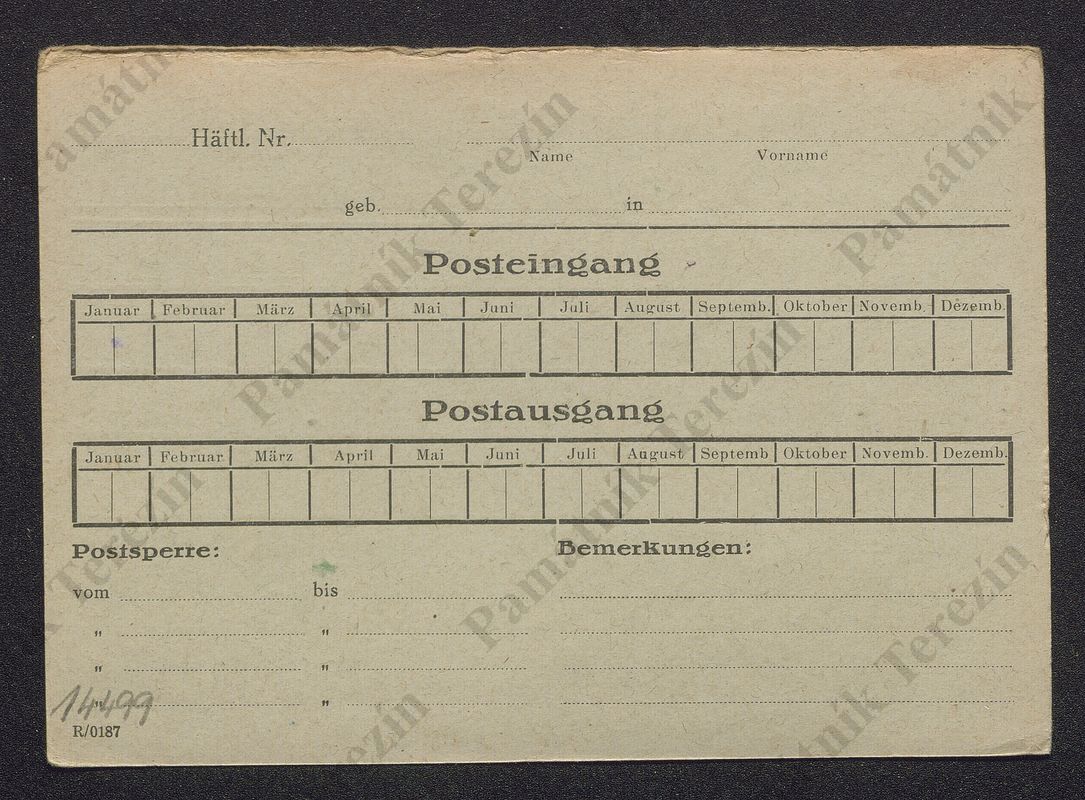 Häftl. Nr.
Name Vorname
geb. in
Posteingang
Januar Februar März April Mai Juni Juli August Septemb. Oktober Novemb. Dezemb.
Postausgang
Januar Februar März April Mai Juni Juli August Septemb. Oktober Novemb. Dezemb.
Postsperre: Bemerkungen:
vom bis
" "
" "
" "
14499
R/0187
Památník Terezín